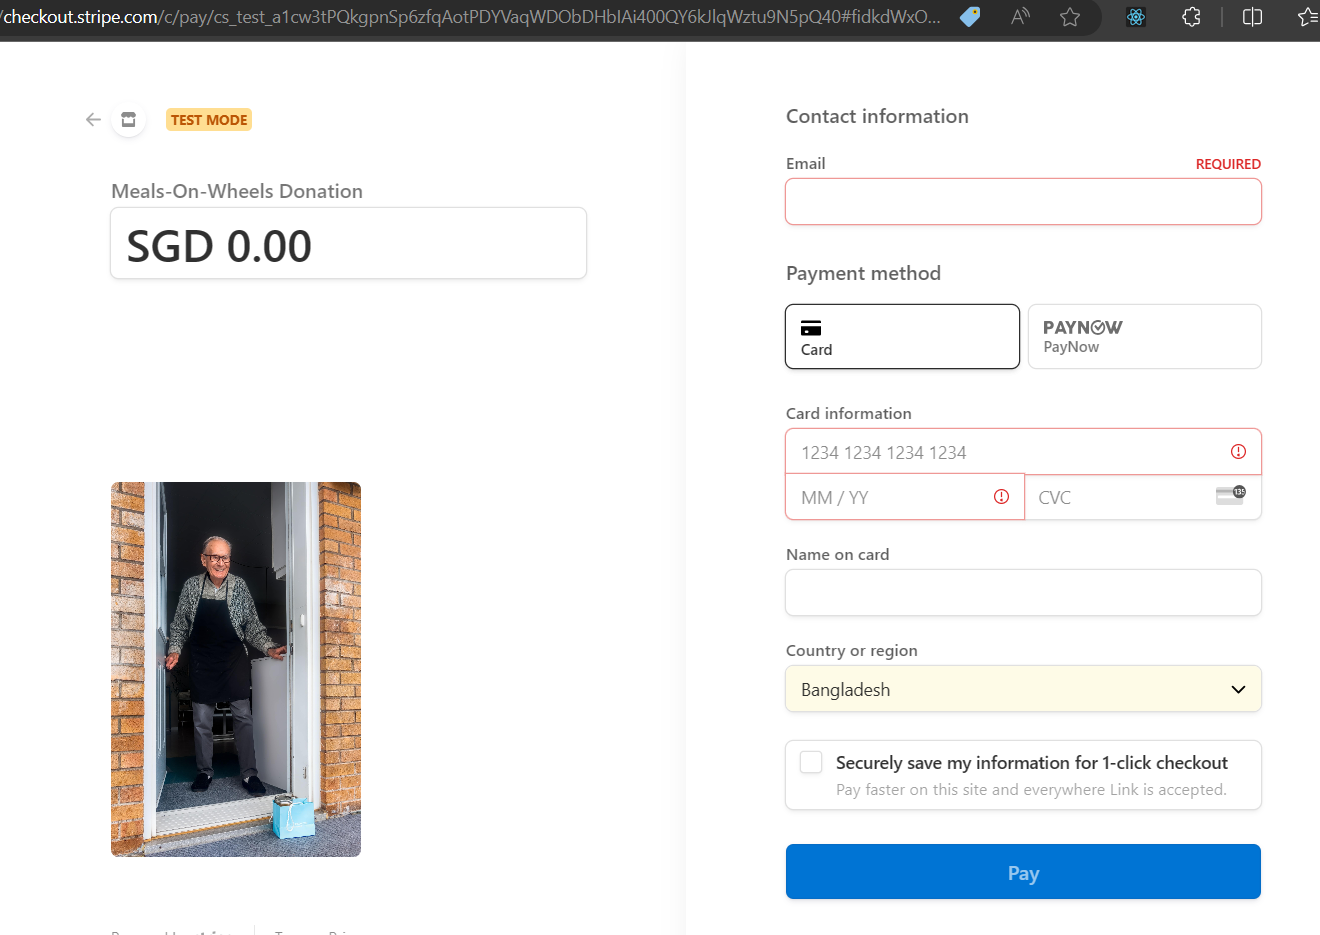 /checkout.stripe.com/c/pay/cs_test_a1cw3tPQkgpnSp6zfqAotPDYVaqWDObDHbIAi400QY6kJlqWztu9N5pQ40#fidkdWxO...
TEST MODE
Meals-On-Wheels Donation
SGD 0.00
Contact information
Email
REQUIRED
Payment method
Card
PAYNOW
PayNow
Card information
1234 1234 1234 1234
MM / YY
CVC
135
Name on card
Country or region
Bangladesh
Securely save my information for 1-click checkout
Pay faster on this site and everywhere Link is accepted.
Pay